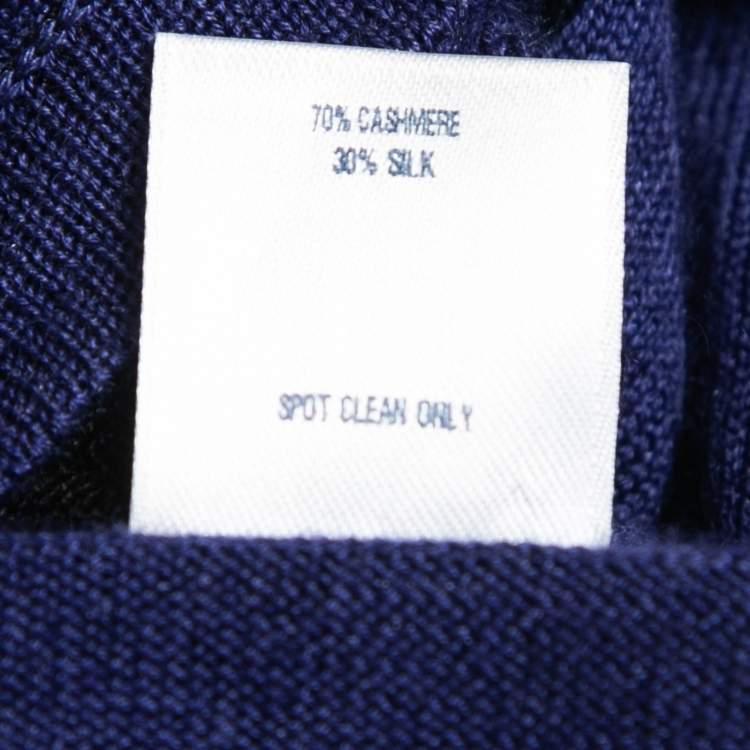 70% CASHMERE
30% SILK
SPOT CLEAN ONLY